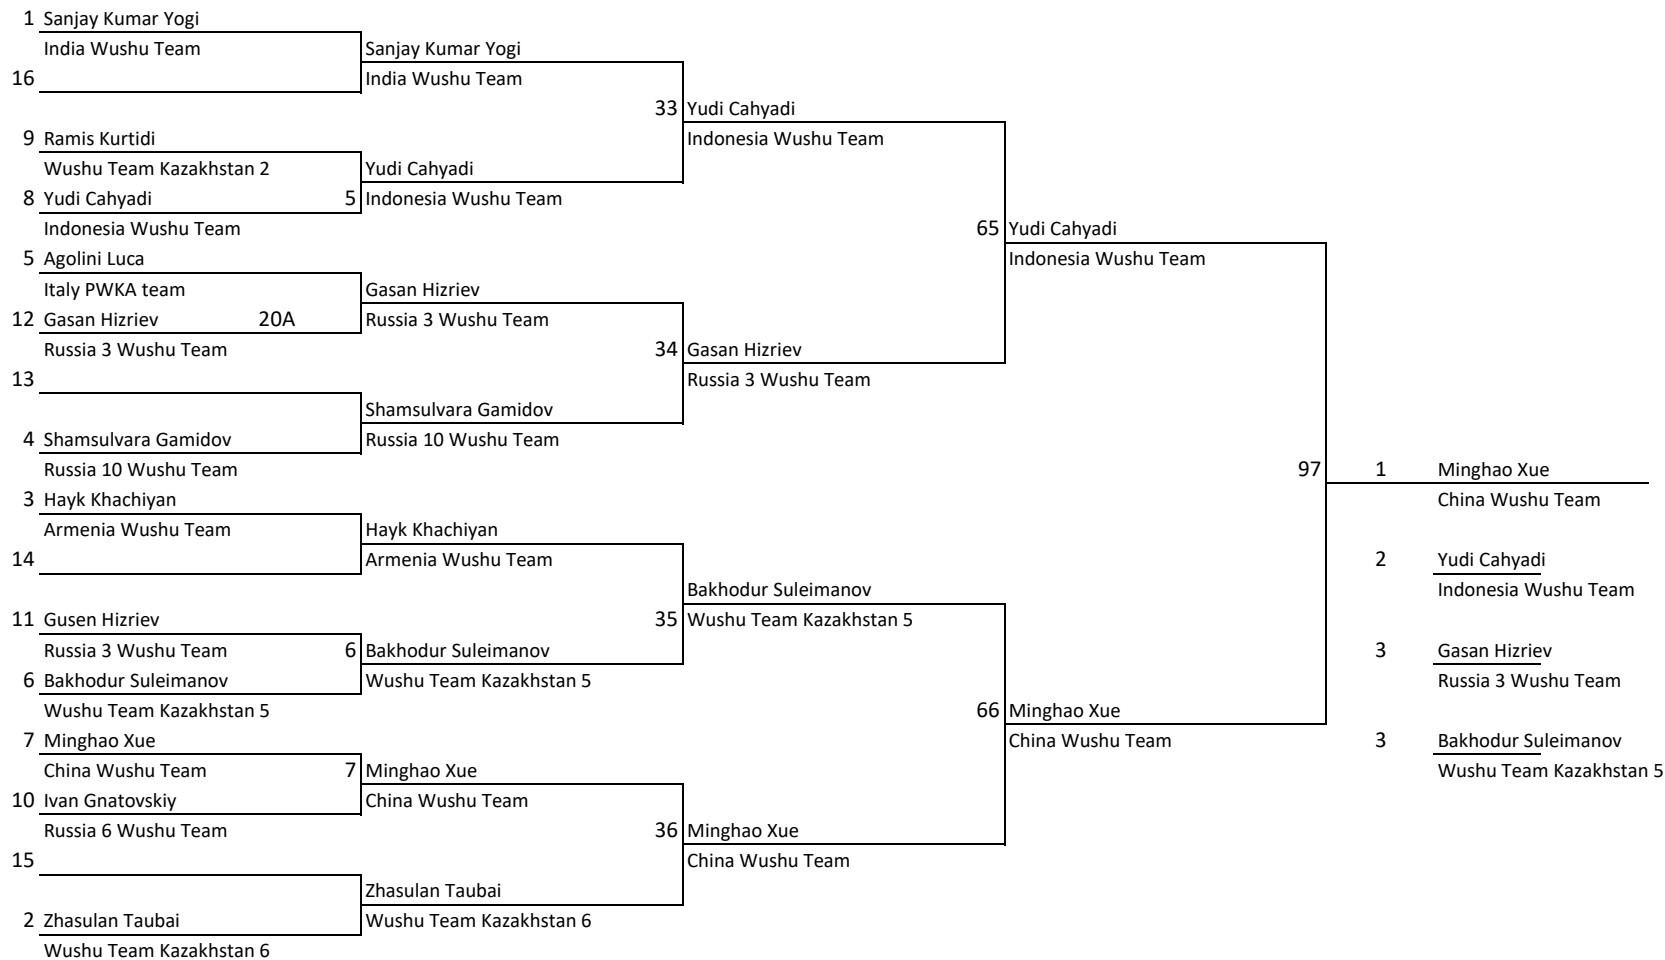 1 Sanjay Kumar Yogi
India Wushu Team
Sanjay Kumar Yogi
16
India Wushu Team
33 Yudi Cahyadi
9 Ramis Kurtidi
Indonesia Wushu Team
Wushu Team Kazakhstan 2
Yudi Cahyadi
8 Yudi Cahyadi
5 Indonesia Wushu Team
Indonesia Wushu Team
65 Yudi Cahyadi
5 Agolini Luca
Indonesia Wushu Team
Italy PWKA team
Gasan Hizriev
12 Gasan Hizriev 20A
Russia 3 Wushu Team
Russia 3 Wushu Team
34 Gasan Hizriev
13
Russia 3 Wushu Team
Shamsulvara Gamidov
4 Shamsulvara Gamidov
Russia 10 Wushu Team
Russia 10 Wushu Team
97 1 Minghao Xue
3 Hayk Khachiyan
China Wushu Team
Armenia Wushu Team
Hayk Khachiyan
14
Armenia Wushu Team
2 Yudi Cahyadi
Bakhodur Suleimanov
Indonesia Wushu Team
11 Gusen Hizriev
35 Wushu Team Kazakhstan 5
Russia 3 Wushu Team
6 Bakhodur Suleimanov
3 Gasan Hizriev
6 Bakhodur Suleimanov
Wushu Team Kazakhstan 5
Russia 3 Wushu Team
Wushu Team Kazakhstan 5
66 Minghao Xue
7 Minghao Xue
China Wushu Team
3 Bakhodur Suleimanov
China Wushu Team
7 Minghao Xue
Wushu Team Kazakhstan 5
10 Ivan Gnatovskiy
China Wushu Team
Russia 6 Wushu Team
36 Minghao Xue
15
China Wushu Team
Zhasulan Taubai
2 Zhasulan Taubai
Wushu Team Kazakhstan 6
Wushu Team Kazakhstan 6